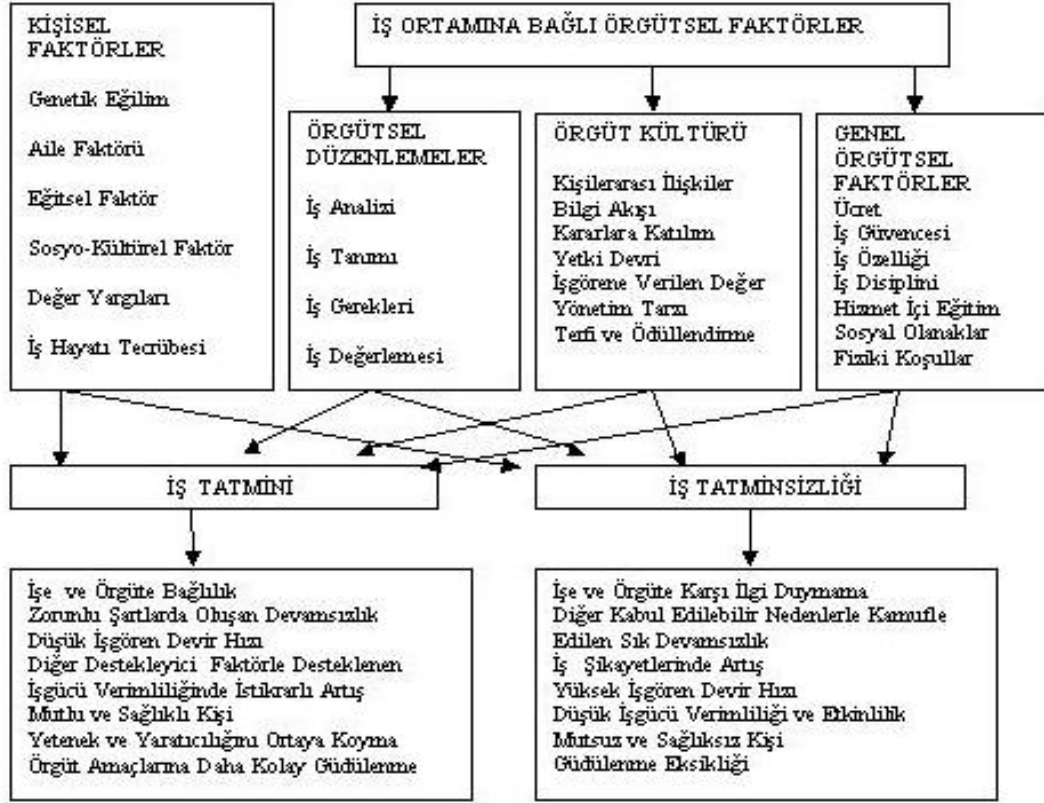 KİŞİSEL
FAKTÖRLER
Genetik Eğilim
Aile Faktörü
Eğitsel Faktör
Sosyo-Kültürel Faktör
Değer Yargıları
İş Hayatı Tecrübesi
İŞ ORTAMINA BAĞLI ÖRGÜTSEL FAKTÖRLER
ÖRGÜTSEL
DÜZENLEMELER
İş Analizi
İş Tanımı
İş Gerekleri
İş Değerlemesi
ÖRGÜT KÜLTÜRÜ
Kişilerarası İlişkiler
Bilgi Akışı
Kararlara Katılım
Yetki Devri
İşgörene Verilen Değer
Yönetim Tarzı
Terfi ve Ödüllendirme
GENEL
ÖRGÜTSEL
FAKTÖRLER
Ücret
İş Güvencesi
İş Özelliği
İş Disiplini
Hizmet İçi Eğitim
Sosyal Olanaklar
Fiziki Koşullar
İŞ TATMİNİ
İŞ TATMİNSİZLİĞİ
İşe ve Örgüte Bağlılık
Zorunlu Şartlarda Oluşan Devamsızlık
Düşük İşgören Devir Hızı
Diğer Destekleyici Faktörle Desteklenen
İşgücü Verimliliğinde İstikrarlı Artış
Mutlu ve Sağlıklı Kişi
Yetenek ve Yaratıcılığını Ortaya Koyma
Örgüt Amaçlarına Daha Kolay Güdülenme
İşe ve Örgüte Karşı İlgi Duymama
Diğer Kabul Edilebilir Nedenlerle Kamufle
Edilen Sık Devamsızlık
İş Şikayetlerinde Artış
Yüksek İşgören Devir Hızı
Düşük İşgücü Verimliliği ve Etkinlilik
Mutsuz ve Sağlıksız Kişi
Güdülenme Eksikliği